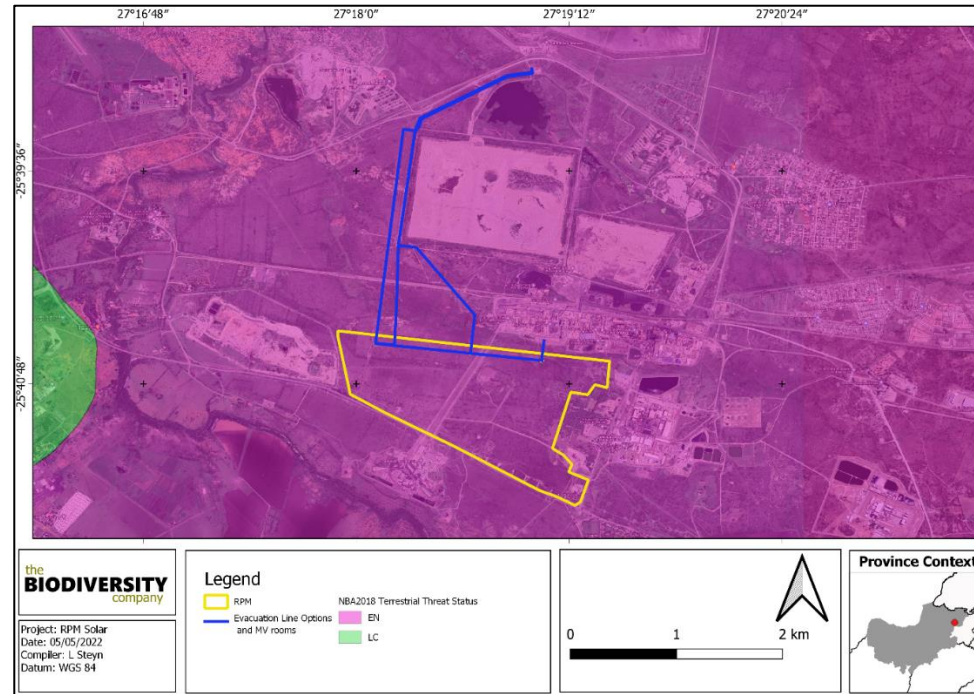 27°16'48" 27°18'0" 27°19'12" 27°20'24"
-25°39'36"
-25°40'48"
the
BIODIVERSITY
company
Project: RPM Solar
Date: 05/05/2022
Compiler: L Steyn
Datum: WGS 84
Legend
RPM
Evacuation Line Options
and MV rooms
NBA2018 Terrestrial Threat Status
EN
LC
0 1 2 km
Province Context